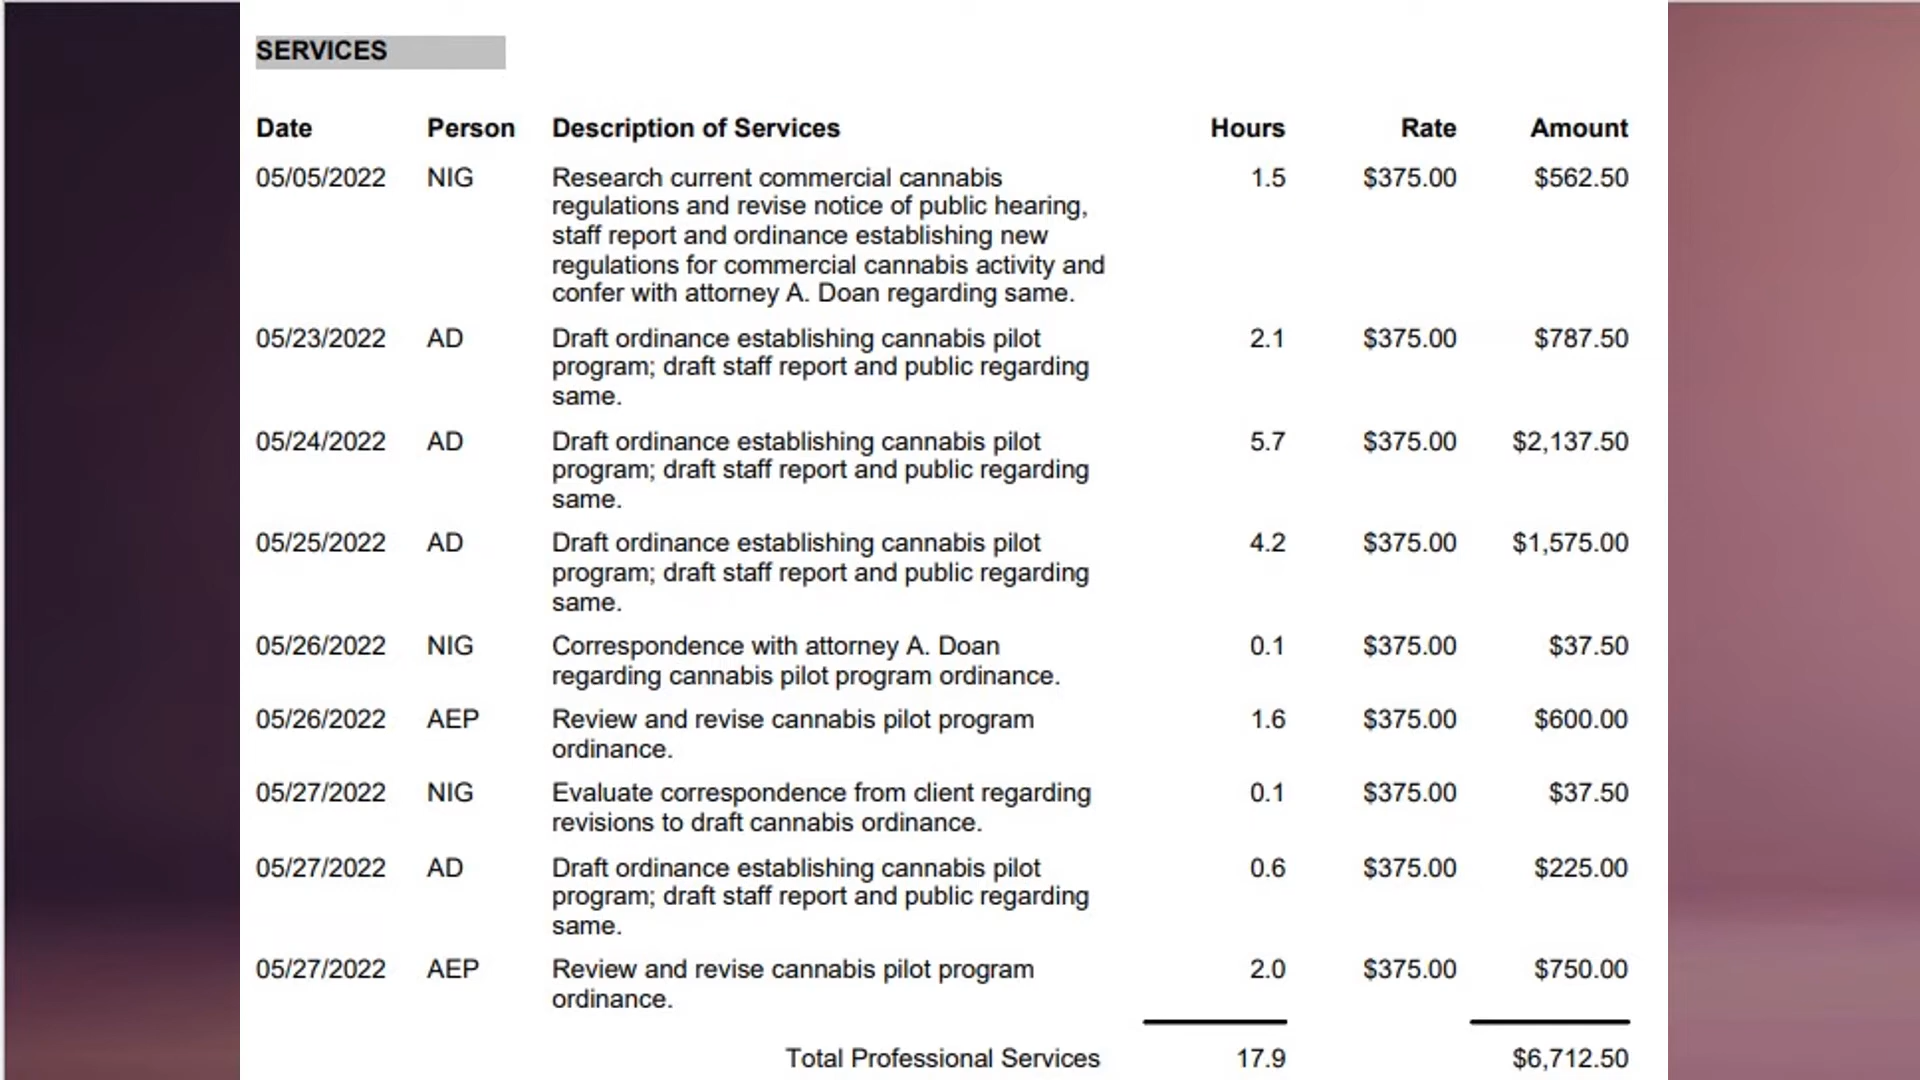 SERVICES
Date Person Description of Services Hours Rate Amount
05/05/2022 NIG Research current commercial cannabis 1.5 $375.00 $562.50
regulations and revise notice of public hearing,
staff report and ordinance establishing new
regulations for commercial cannabis activity and
confer with attorney A. Doan regarding same.
05/23/2022 AD Draft ordinance establishing cannabis pilot 2.1 $375.00 $787.50
program; draft staff report and public regarding
same.
05/24/2022 AD Draft ordinance establishing cannabis pilot 5.7 $375.00 $2,137.50
program; draft staff report and public regarding
same.
05/25/2022 AD Draft ordinance establishing cannabis pilot 4.2 $375.00 $1,575.00
program; draft staff report and public regarding
same.
05/26/2022 NIG Correspondence with attorney A. Doan 0.1 $375.00 $37.50
regarding cannabis pilot program ordinance.
05/26/2022 AEP Review and revise cannabis pilot program 1.6 $375.00 $600.00
ordinance.
05/27/2022 NIG Evaluate correspondence from client regarding 0.1 $375.00 $37.50
revisions to draft cannabis ordinance.
05/27/2022 AD Draft ordinance establishing cannabis pilot 0.6 $375.00 $225.00
program; draft staff report and public regarding
same.
05/27/2022 AEP Review and revise cannabis pilot program 2.0 $375.00 $750.00
ordinance.
Total Professional Services 17.9 $6,712.50